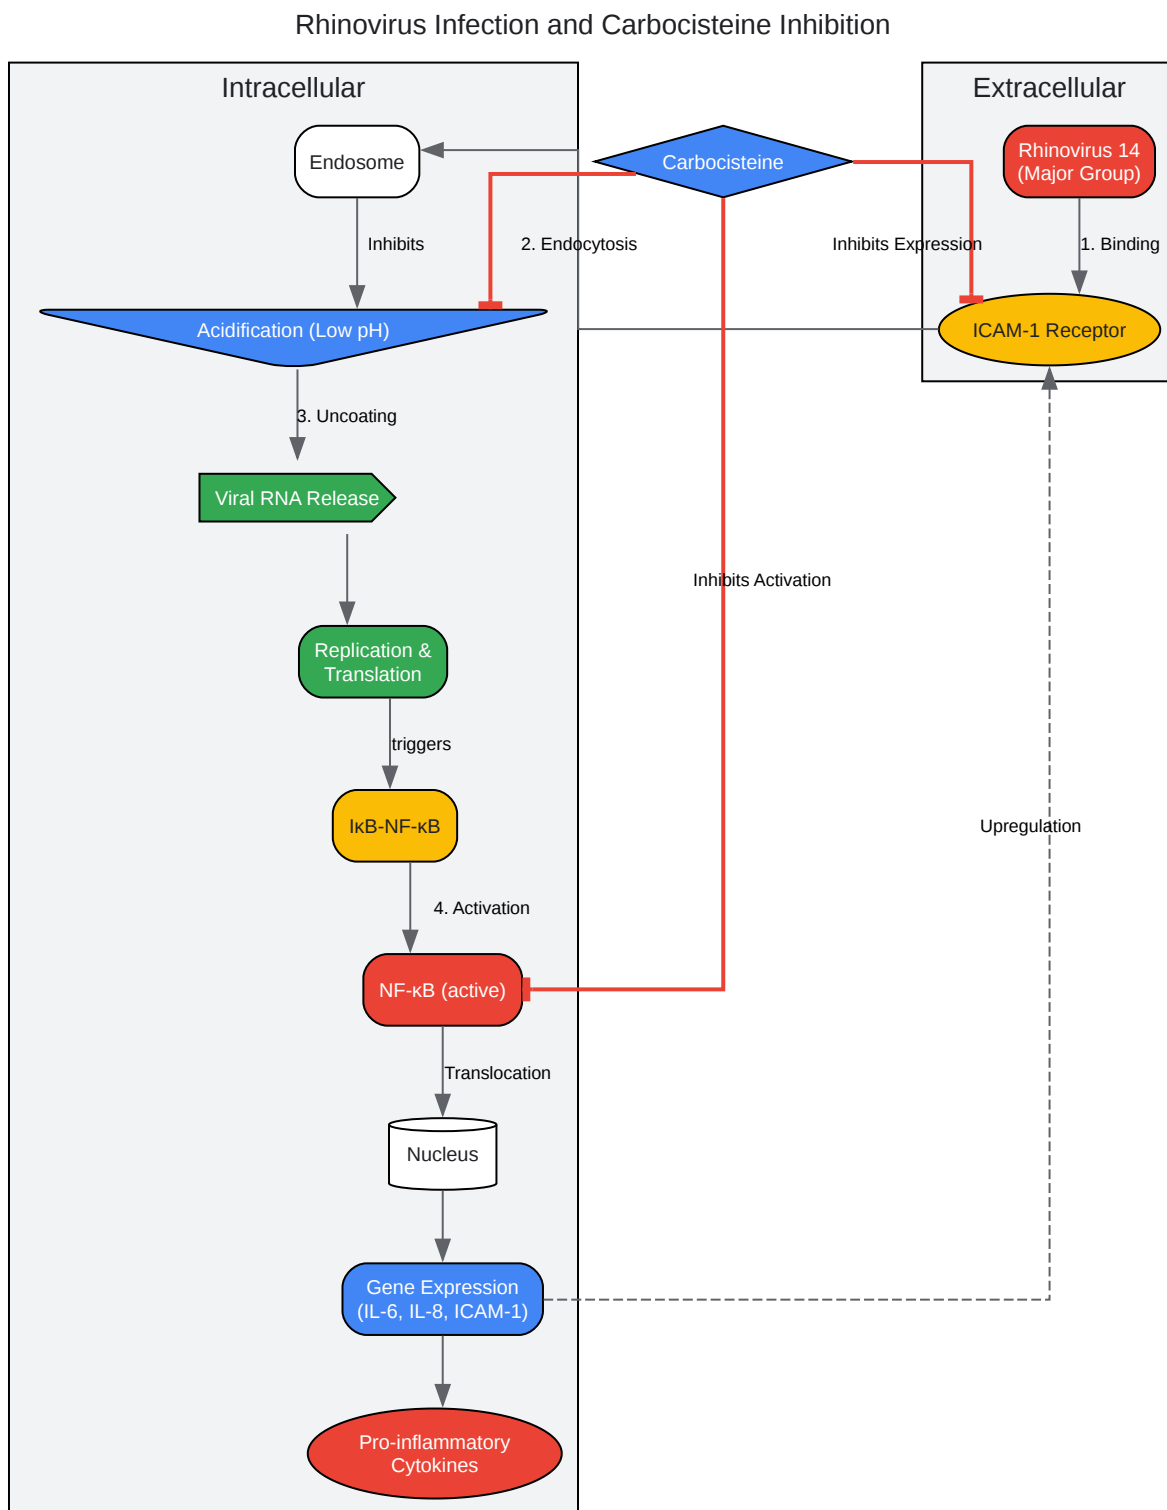 Rhinovirus Infection and Carbocisteine Inhibition
Intracellular
Extracellular
Endosome
Carbocisteine
Rhinovirus 14
(Major Group)
Inhibits
2. Endocytosis
Inhibits Expression
1. Binding
Acidification (Low pH)
ICAM-1 Receptor
3. Uncoating
Viral RNA Release
Inhibits Activation
Replication &
Translation
triggers
IκB-NF-κB
Upregulation
4. Activation
NF-κB (active)
Translocation
Nucleus
Gene Expression
(IL-6, IL-8, ICAM-1)
Pro-inflammatory
Cytokines